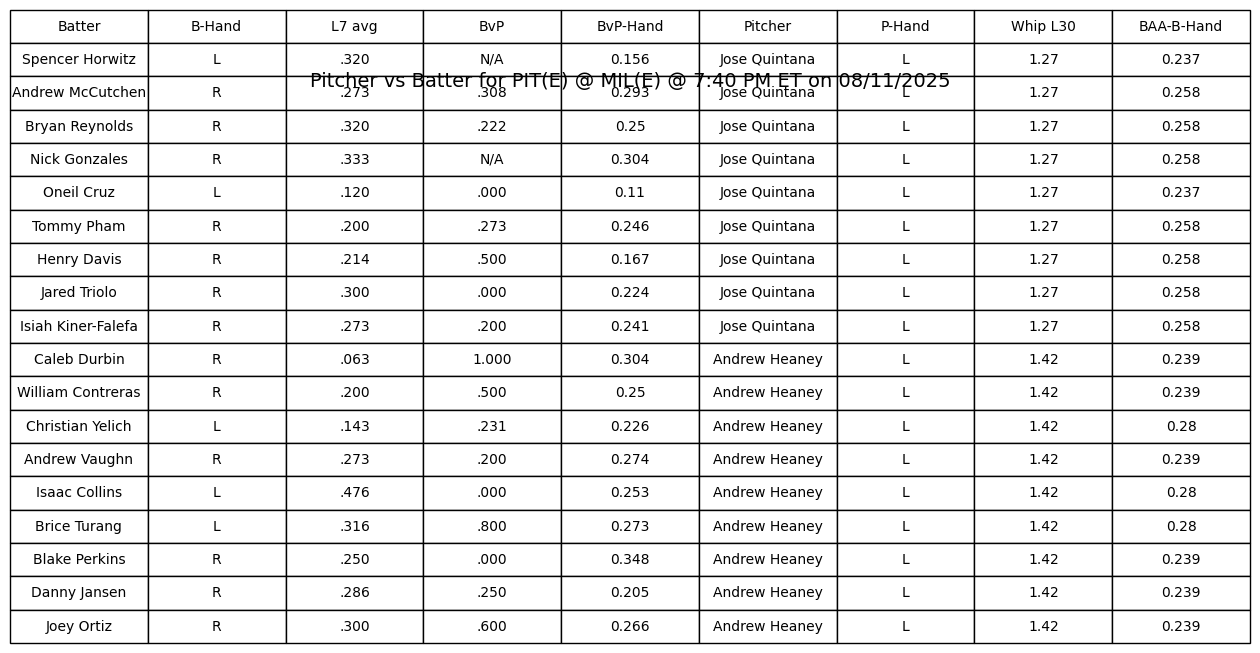 Batter B-Hand L7 avg BvP BvP-Hand Pitcher P-Hand Whip L30 BAA-B-Hand
Spencer Horwitz L .320 N/A 0.156 Jose Quintana L 1.27 0.237
Pitcher vs Batter for PIT(E) @ MIL(E) @ 7:40 PM ET on 08/11/2025
Andrew McCutchen R .273 .308 0.293 Jose Quintana L 1.27 0.258
Bryan Reynolds R .320 .222 0.25 Jose Quintana L 1.27 0.258
Nick Gonzales R .333 N/A 0.304 Jose Quintana L 1.27 0.258
Oneil Cruz L .120 .000 0.11 Jose Quintana L 1.27 0.237
Tommy Pham R .200 .273 0.246 Jose Quintana L 1.27 0.258
Henry Davis R .214 .500 0.167 Jose Quintana L 1.27 0.258
Jared Triolo R .300 .000 0.224 Jose Quintana L 1.27 0.258
Isiah Kiner-Falefa R .273 .200 0.241 Jose Quintana L 1.27 0.258
Caleb Durbin R .063 1.000 0.304 Andrew Heaney L 1.42 0.239
William Contreras R .200 .500 0.25 Andrew Heaney L 1.42 0.239
Christian Yelich L .143 .231 0.226 Andrew Heaney L 1.42 0.28
Andrew Vaughn R .273 .200 0.274 Andrew Heaney L 1.42 0.239
Isaac Collins L .476 .000 0.253 Andrew Heaney L 1.42 0.28
Brice Turang L .316 .800 0.273 Andrew Heaney L 1.42 0.28
Blake Perkins R .250 .000 0.348 Andrew Heaney L 1.42 0.239
Danny Jansen R .286 .250 0.205 Andrew Heaney L 1.42 0.239
Joey Ortiz R .300 .600 0.266 Andrew Heaney L 1.42 0.239